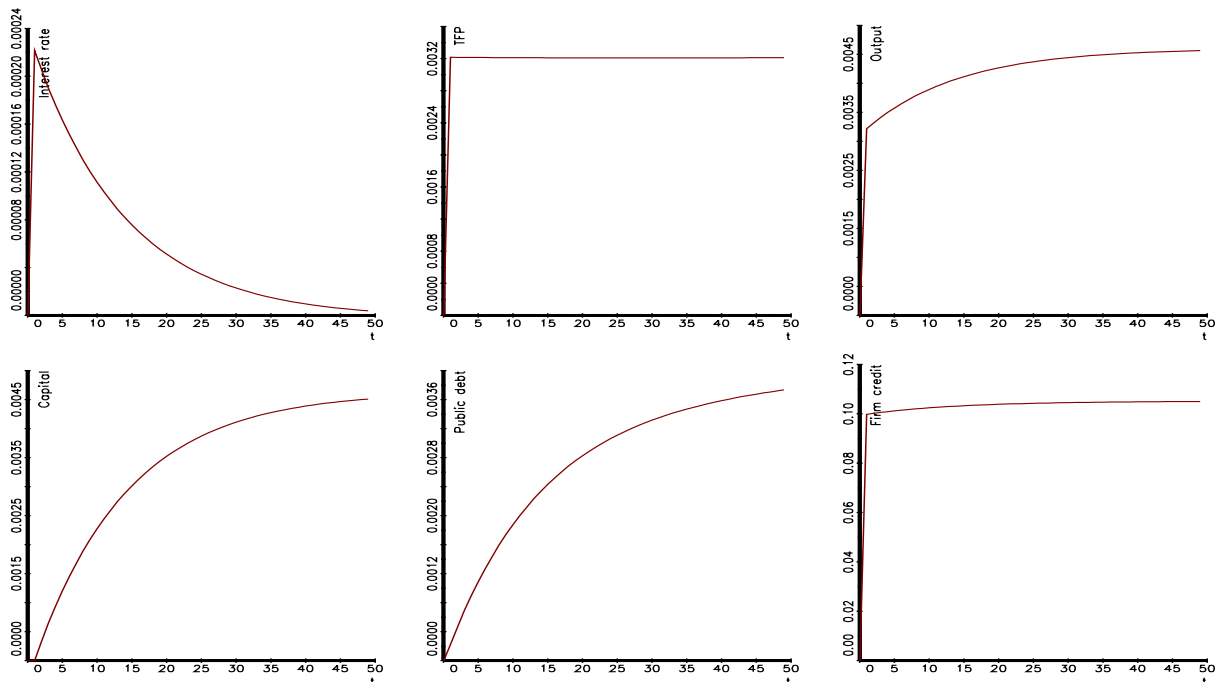 Interest rate
0.00000 0.00008 0.00012 0.00016 0.00020 0.00024
0 5 10 15 20 25 30 35 40 45 50
t
TFP
0.0000 0.0008 0.0016 0.0024 0.0032
0 5 10 15 20 25 30 35 40 45 50
t
Output
0.0000 0.0015 0.0025 0.0035 0.0045
0 5 10 15 20 25 30 35 40 45 50
t
Capital
0.0000 0.0015 0.0025 0.0035 0.0045
0 5 10 15 20 25 30 35 40 45 50
t
Public debt
0.0000 0.0012 0.0020 0.0028 0.0036
0 5 10 15 20 25 30 35 40 45 50
t
Firm credit
0.00 0.02 0.04 0.06 0.08 0.10 0.12
0 5 10 15 20 25 30 35 40 45 50
t